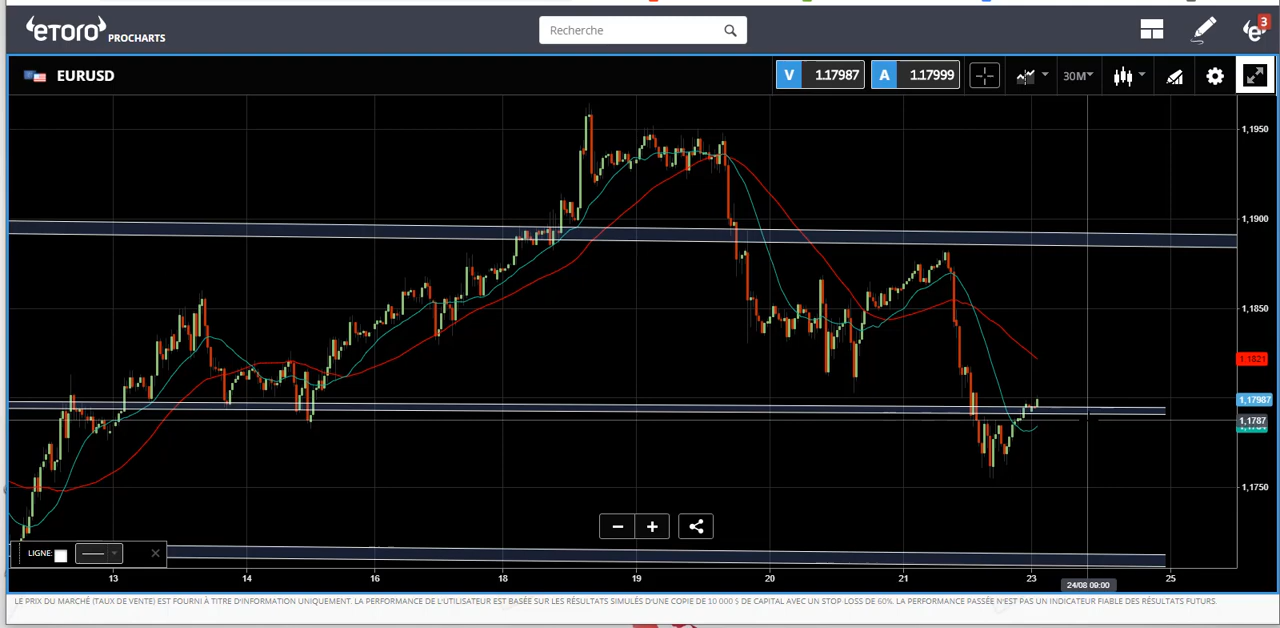 etoro PROCHARTS
Recherche
3
EURUSD
V 1.17987
A 1.17999
30M
1,1950
1,1900
1,1850
1.1821
1,17987
1,1787
1,1750
LIGNE:
13 14 16 18 19 20 21 23 25
24/08 09:00
LE PRIX DU MARCHÉ (TAUX DE VENTE) EST FOURNI À TITRE D'INFORMATION UNIQUEMENT. LA PERFORMANCE DE L'UTILISATEUR EST BASÉE SUR LES RÉSULTATS SIMULÉS D'UNE COPIE DE 10 000 $ DE CAPITAL AVEC UN STOP-LOSS DE 60%. LA PERFORMANCE PASSÉE N'EST PAS UN INDICATEUR FIABLE DES RÉSULTATS FUTURS.